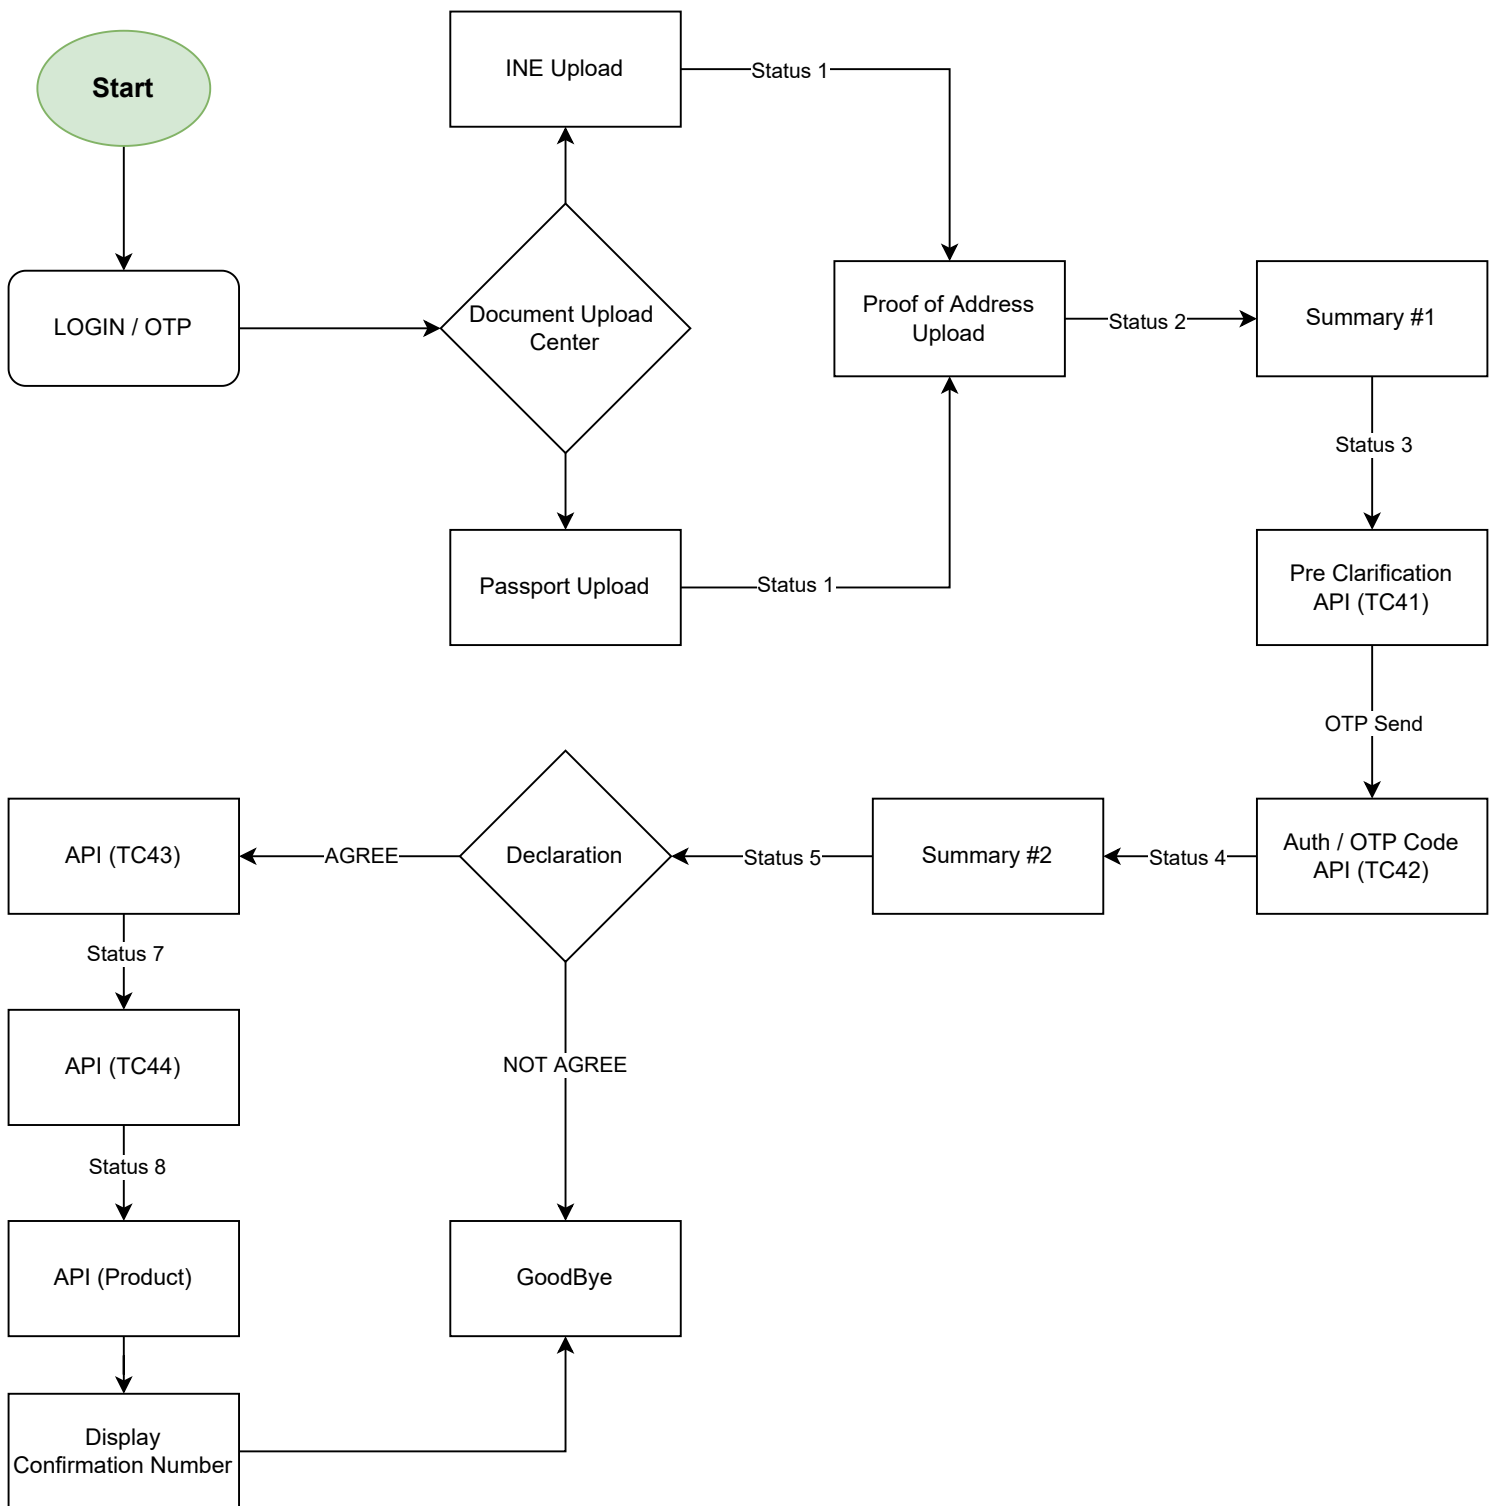 Start
INE Upload
Status 1
LOGIN / OTP
Document Upload
Center
Proof of Address
Upload
Status 2
Summary #1
Status 3
Passport Upload
Status 1
Pre Clarification
API (TC41)
OTP Send
API (TC43)
AGREE
Declaration
Status 5
Summary #2
Status 4
Auth / OTP Code
API (TC42)
Status 7
API (TC44)
NOT AGREE
Status 8
API (Product)
GoodBye
Display
Confirmation Number